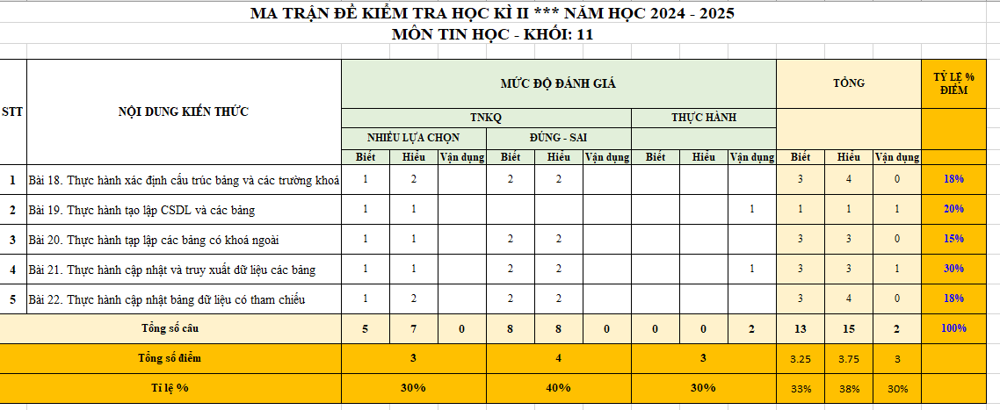 MA TRẬN ĐỀ KIỂM TRA HỌC KÌ II *** NĂM HỌC 2024 - 2025
MÔN TIN HỌC - KHỐI: 11
STT NỘI DUNG KIẾN THỨC MỨC ĐỘ ĐÁNH GIÁ TỔNG TỶ LỆ % ĐIỂM
TNKQ THỰC HÀNH
NHIỀU LỰA CHỌN ĐÚNG - SAI
Biết Hiểu Vận dụng Biết Hiểu Vận dụng Biết Hiểu Vận dụng Biết Hiểu Vận dụng
1 Bài 18. Thực hành xác định cấu trúc bảng và các trường khoá 1 2 2 2 3 4 0 18%
2 Bài 19. Thực hành tạo lập CSDL và các bảng 1 1 1 1 1 1 20%
3 Bài 20. Thực hành tạp lập các bảng có khoá ngoài 1 1 2 2 3 3 0 15%
4 Bài 21. Thực hành cập nhật và truy xuất dữ liệu các bảng 1 1 2 2 1 3 3 1 30%
5 Bài 22. Thực hành cập nhật bảng dữ liệu có tham chiếu 1 2 2 2 3 4 0 18%
Tổng số câu 5 7 0 8 8 0 0 0 2 13 15 2 100%
Tổng số điểm 3 4 3 3.25 3.75 3
Tỉ lệ % 30% 40% 30% 33% 38% 30%